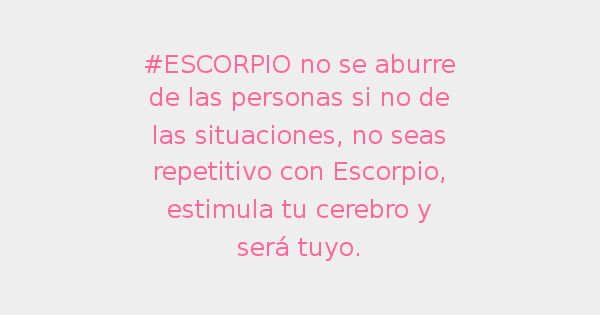 #ESCORPIO no se aburre
de las personas si no de
las situaciones, no seas
repetitivo con Escorpio,
estimula tu cerebro y
será tuyo.